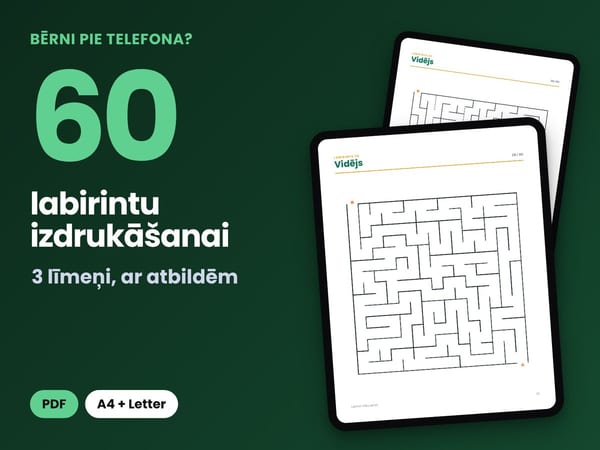 BĒRNI PIE TELEFONA?
60
labirintu
izdrukāšanai
3 līmeņi, ar atbildēm
PDF
A4 + Letter
Vidējs
Vidējs